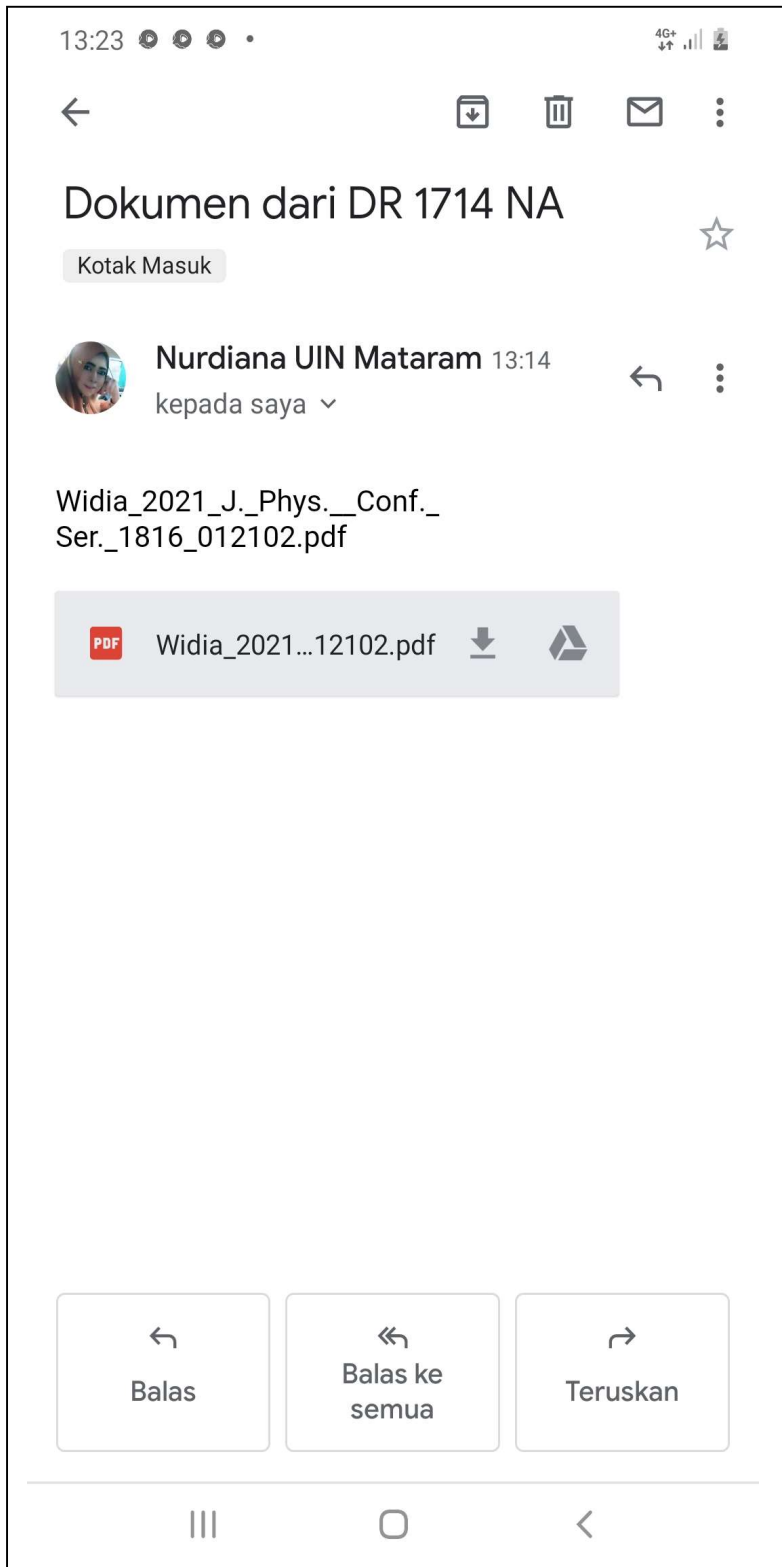 13:23
4G+
Dokumen dari DR 1714 NA
Kotak Masuk
Nurdiana UIN Mataram 13:14
kepada saya
Widia_2021_J._Phys.__Conf._
Ser._1816_012102.pdf
PDF Widia_2021...12102.pdf
Balas
Balas ke
semua
Teruskan